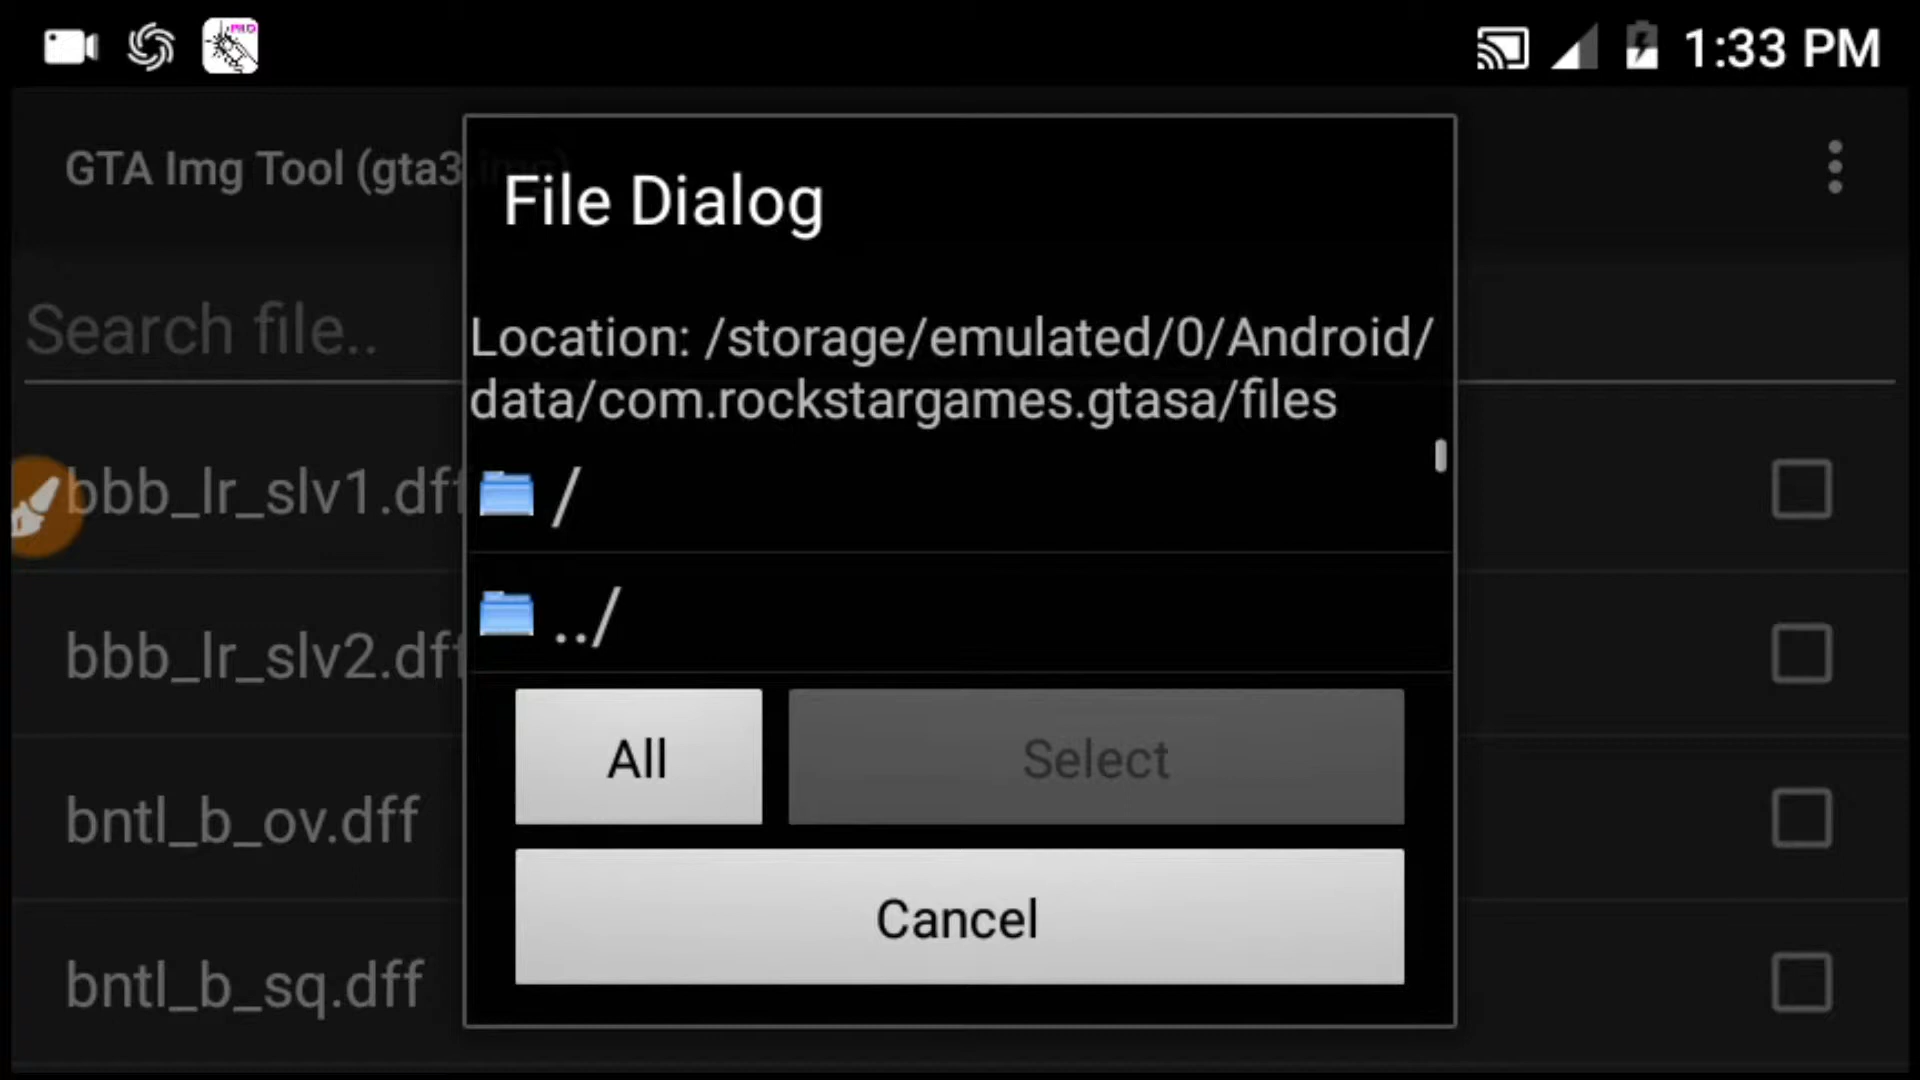 1:33 PM
GTA Img Tool (gta3.img)
File Dialog
Search file..
Location: /storage/emulated/0/Android/
data/com.rockstargames.gtasa/files
/
../
bbb_lr_slv1.dff
bbb_lr_slv2.dff
bntl_b_ov.dff
bntl_b_sq.dff
All
Select
Cancel